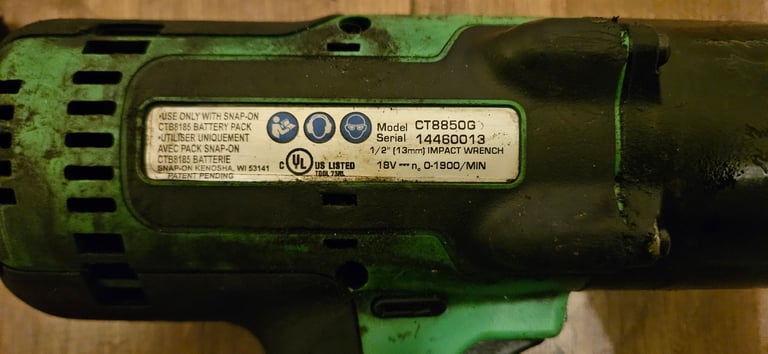 •USE ONLY WITH SNAP-ON
CTB8185 BATTERY PACK
•UTILISER UNIQUEMENT
AVEC PACK SNAP-ON
CTB8185 BATTERIE
SNAP-ON KENOSHA, WI 53141
PATENT PENDING
C UL US LISTED
Model CT8850G
Serial 14460013
1/2" (13mm) IMPACT WRENCH
18V n₀ 0-1900/MIN